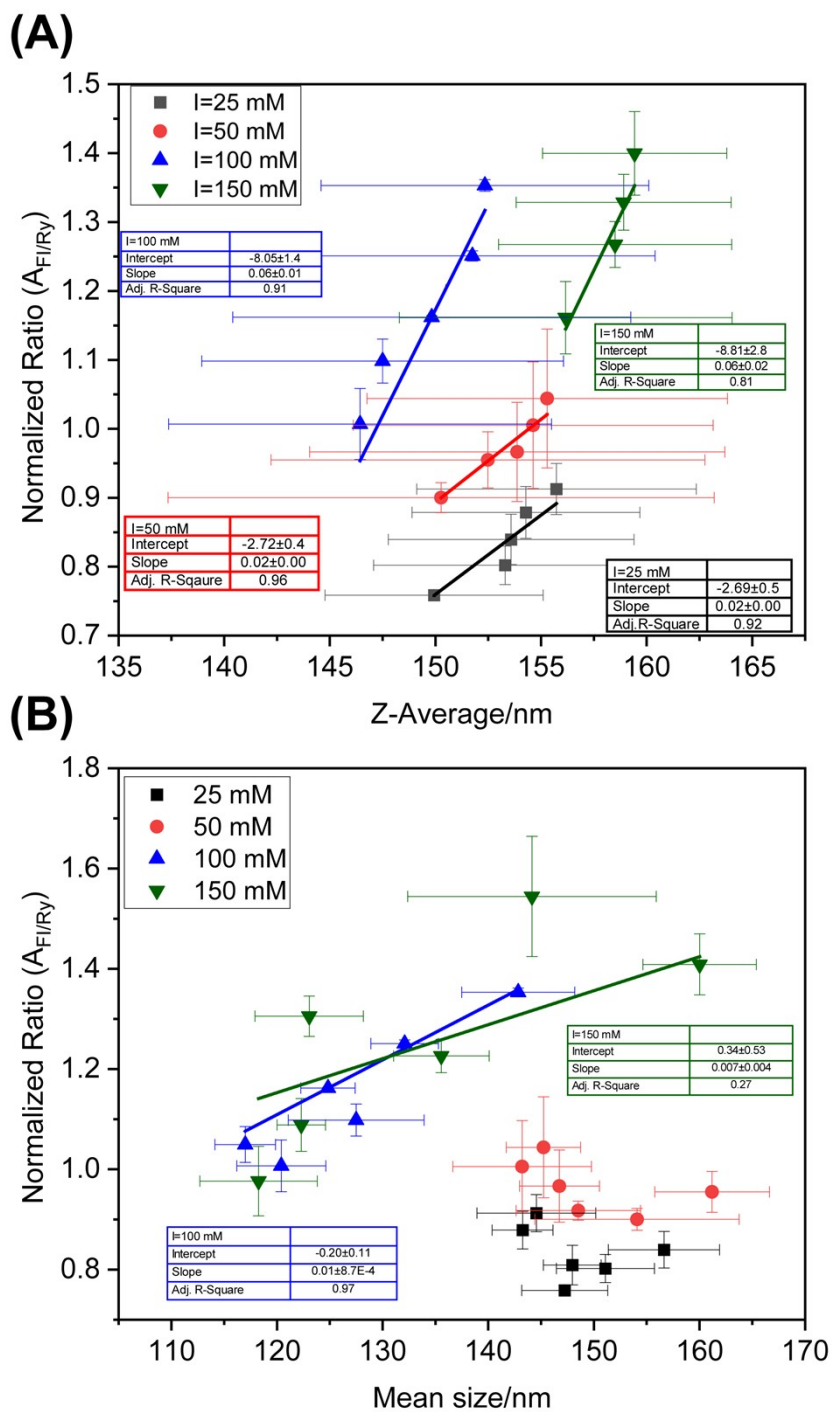 (A)
1.5
1.4
1.3
1.2
1.1
1.0
0.9
0.8
0.7
Normalized Ratio (A_FI/Ry)
I=25 mM
I=50 mM
I=100 mM
I=150 mM
I=100 mM
Intercept -8.05±1.4
Slope 0.06±0.01
Adj. R-Square 0.91
I=150 mM
Intercept -8.81±2.8
Slope 0.06±0.02
Adj. R-Square 0.81
I=50 mM
Intercept -2.72±0.4
Slope 0.02±0.00
Adj. R-Sqaure 0.96
I=25 mM
Intercept -2.69±0.5
Slope 0.02±0.00
Adj.R-Square 0.92
135 140 145 150 155 160 165
Z-Average/nm
(B)
1.8
1.6
1.4
1.2
1.0
0.8
Normalized Ratio (A_FI/Ry)
25 mM
50 mM
100 mM
150 mM
I=150 mM
Intercept 0.34±0.53
Slope 0.007±0.004
Adj. R-Square 0.27
I=100 mM
Intercept -0.20±0.11
Slope 0.01±8.7E-4
Adj. R-Square 0.97
110 120 130 140 150 160 170
Mean size/nm